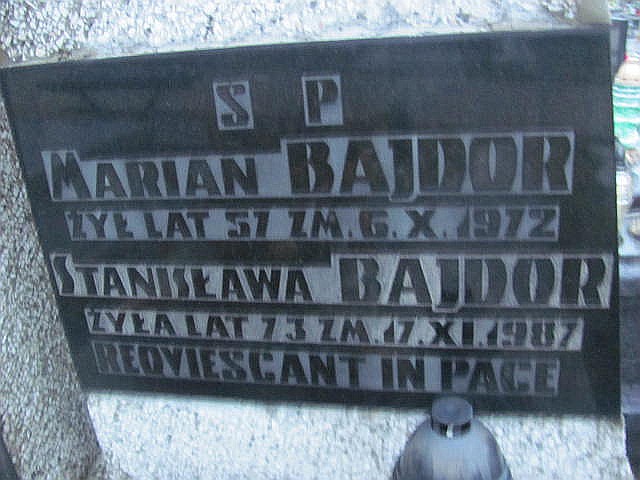 Ś P
MARIAN BAJDOR
ŻYŁ LAT 57 ZM. 6. X. 1972
STANISŁAWA BAJDOR
ŻYŁA LAT 73 ZM. 17. XI. 1987
REQVIESCANT IN PACE